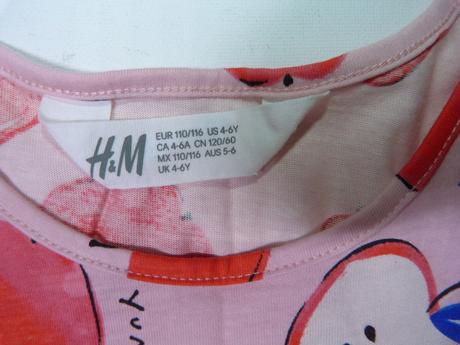 H&M
EUR 110/116 US 4-6Y
CA 4-6A CN 120/60
MX 110/116 AUS 5-6
UK 4-6Y